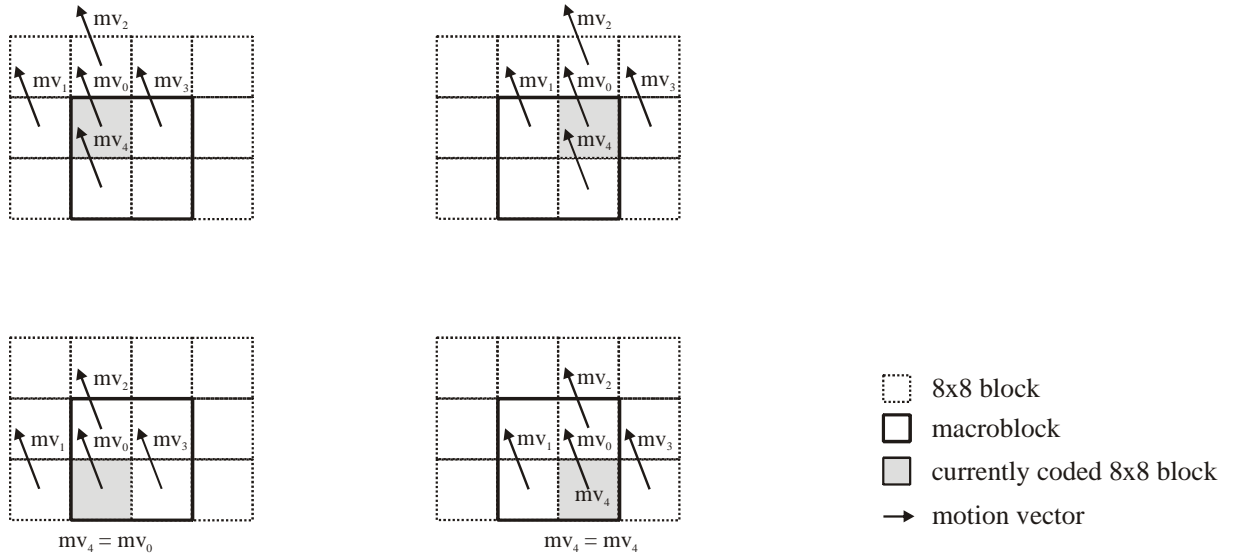 mv₂
mv₁ mv₀ mv₃
mv₄
mv₂
mv₁ mv₀ mv₃
mv₄
mv₂
mv₁ mv₀ mv₃
mv₄ = mv₀
mv₂
mv₁ mv₀ mv₃
mv₄
mv₄ = mv₄
8x8 block
macroblock
currently coded 8x8 block
motion vector